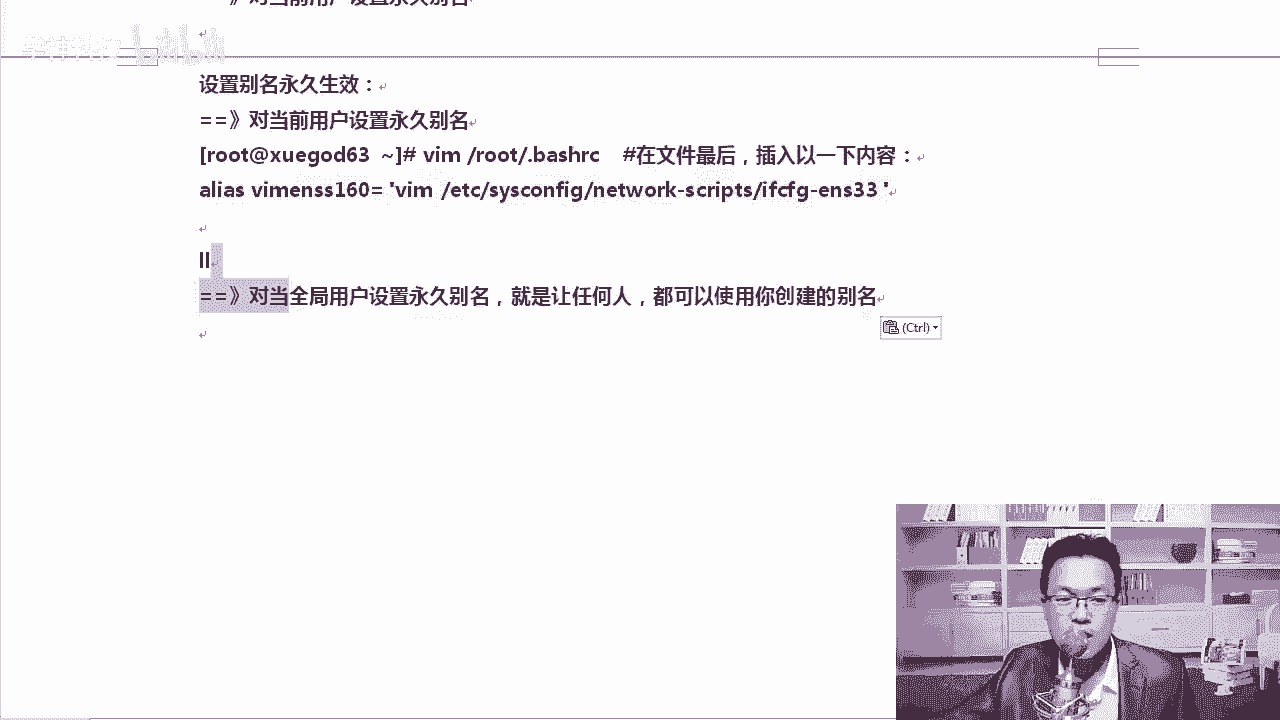 ==》对当前用户设置永久别名
设置别名永久生效：
==》对当前用户设置永久别名
[root@xuegod63 ~]# vim /root/.bashrc #在文件最后，插入以一下内容：
alias vimenss160= 'vim /etc/sysconfig/network-scripts/ifcfg-ens33 '
ll
==》对当全局用户设置永久别名，就是让任何人，都可以使用你创建的别名
(Ctrl)